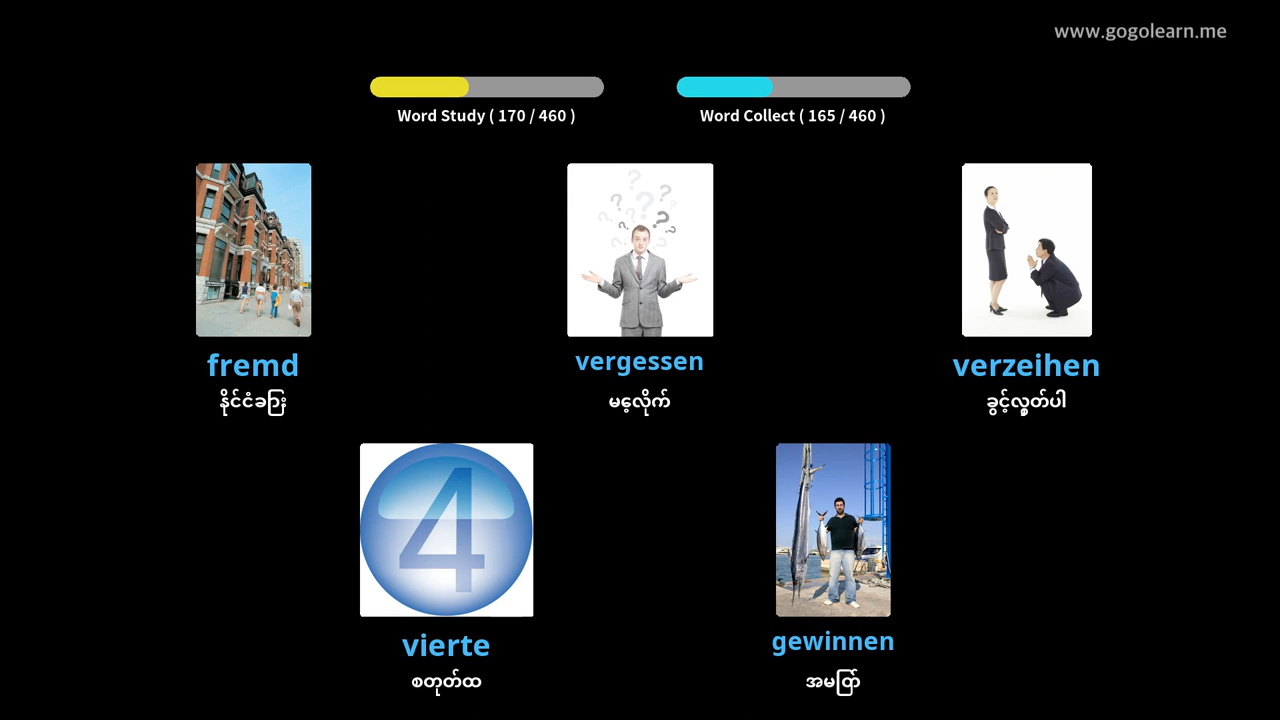 www.gogolearn.me
Word Study ( 170 / 460 )
Word Collect ( 165 / 460 )
fremd
vergessen
verzeihen
နိုင်ငံခြား
မေ့လိုက်
ခွင့်လွှတ်ပါ
4
vierte
gewinnen
စတုတ်ထ
အမြတ်